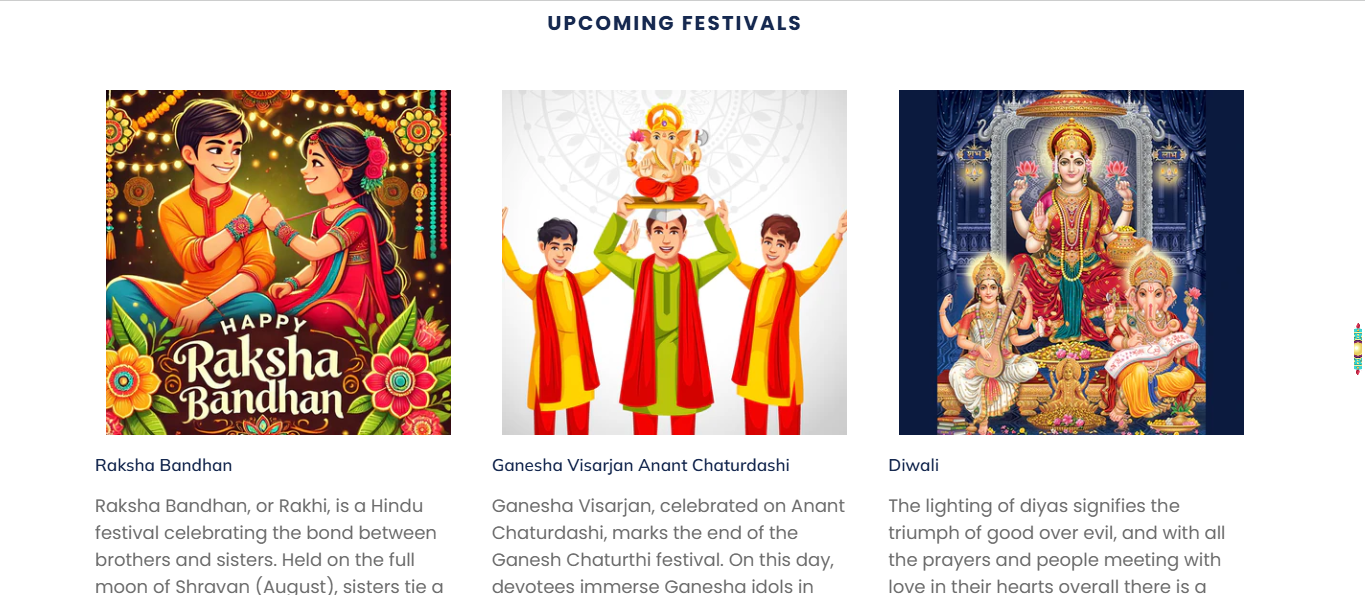 UPCOMING FESTIVALS
HAPPY
Raksha
Bandhan
शुभ
लाभ
Raksha Bandhan
Raksha Bandhan, or Rakhi, is a Hindu
festival celebrating the bond between
brothers and sisters. Held on the full
moon of Shravan (August), sisters tie a
Ganesha Visarjan Anant Chaturdashi
Ganesha Visarjan, celebrated on Anant
Chaturdashi, marks the end of the
Ganesh Chaturthi festival. On this day,
devotees immerse Ganesha idols in
Diwali
The lighting of diyas signifies the
triumph of good over evil, and with all
the prayers and people meeting with
love in their hearts overall there is a